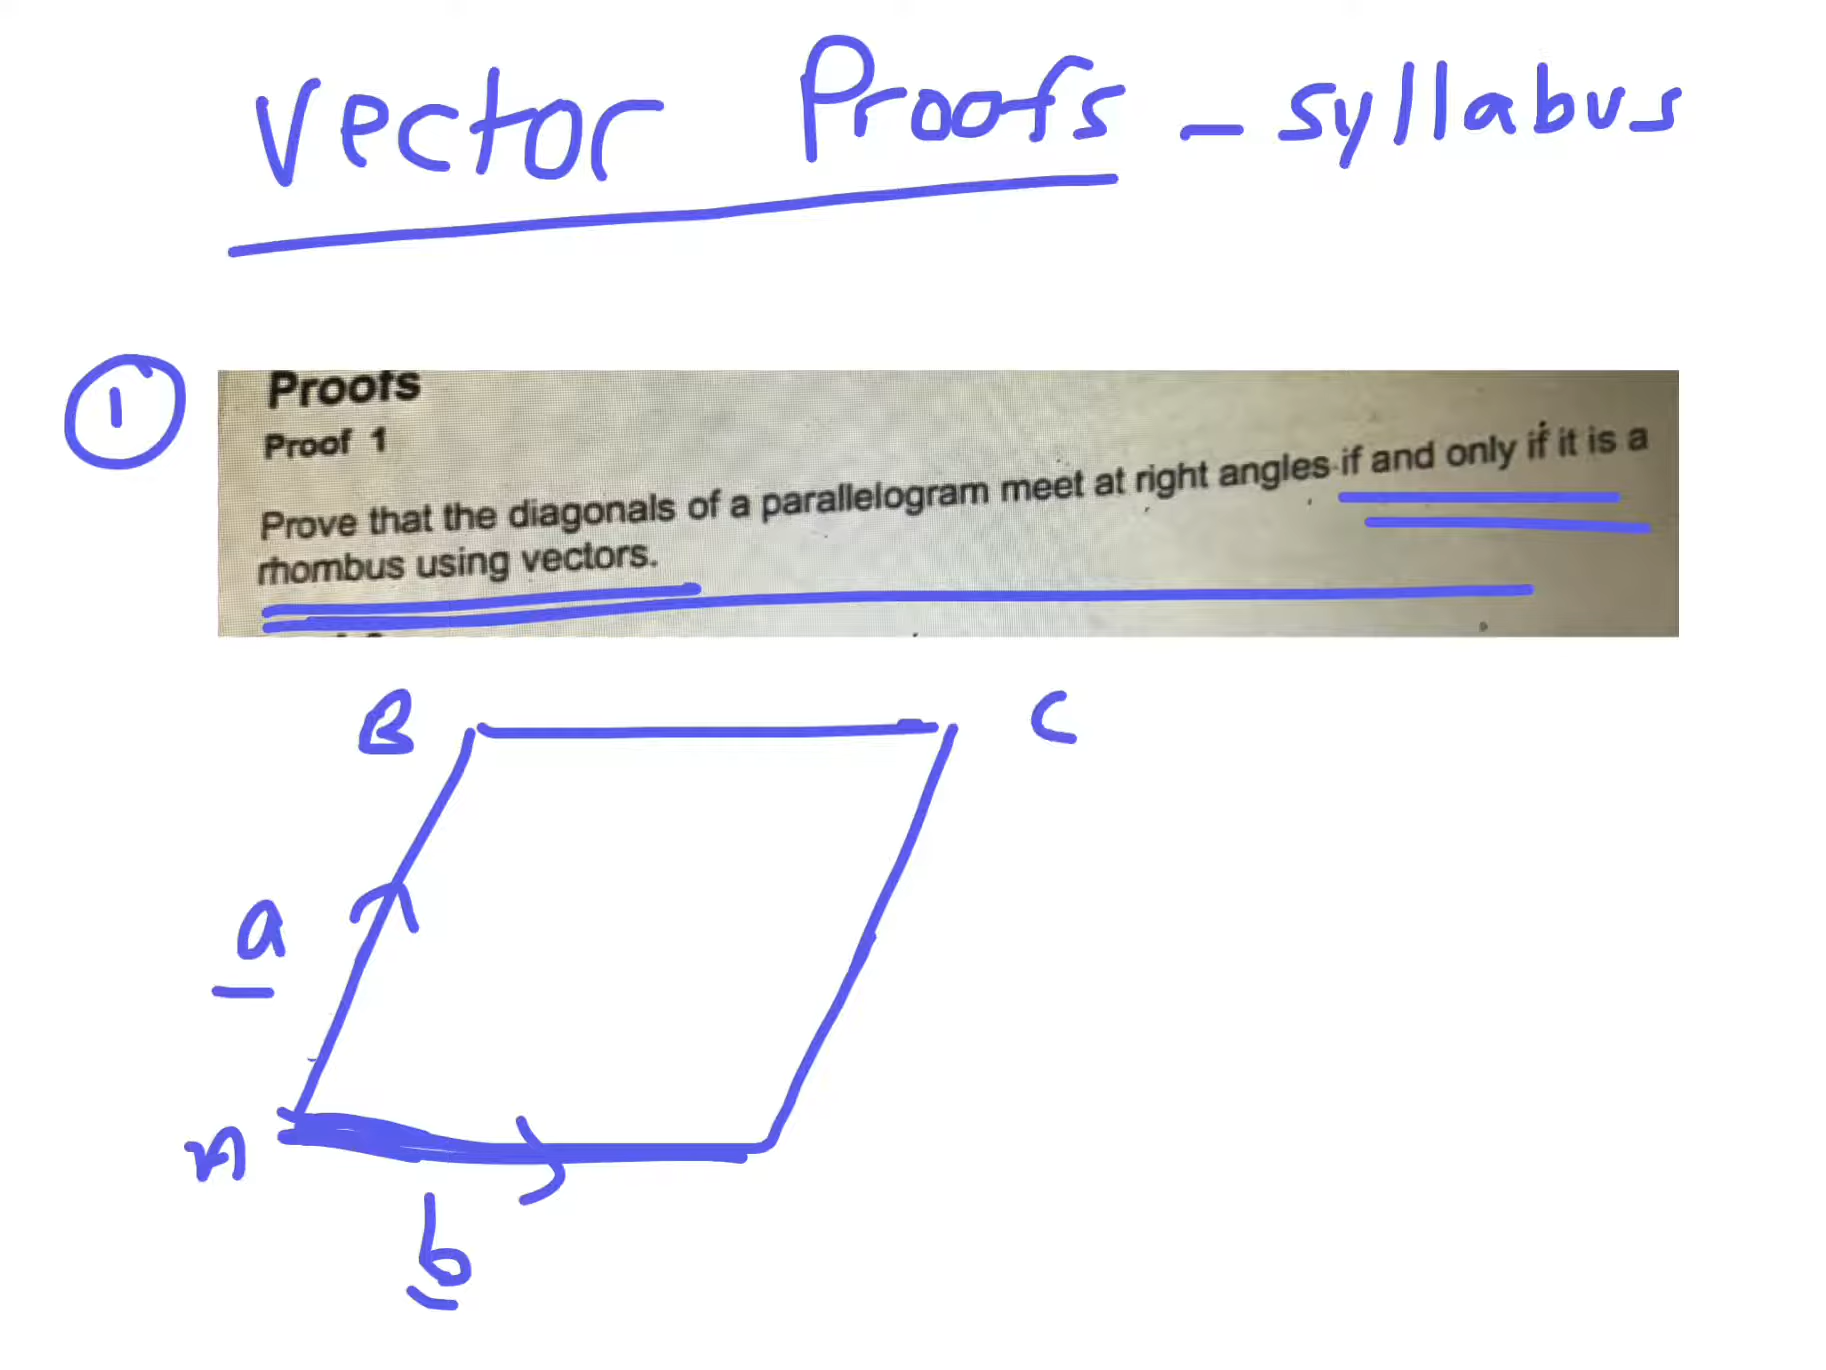 Vector Proofs - syllabus
1
Proofs
Proof 1
Prove that the diagonals of a parallelogram meet at right angles if and only if it is a
rhombus using vectors.
B
C
a
A
b